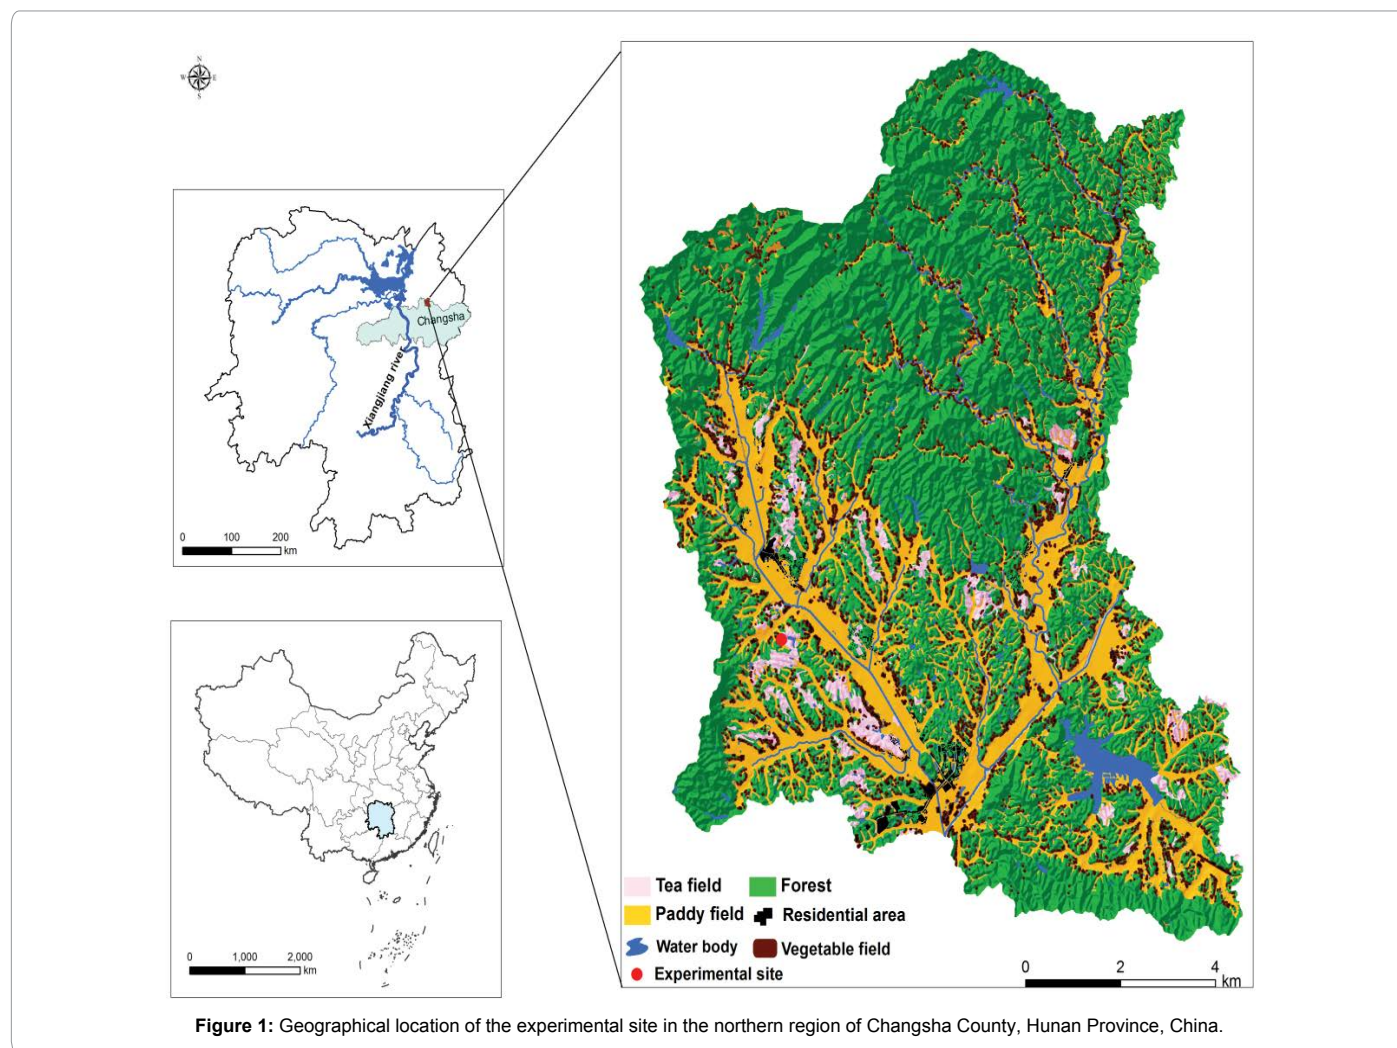 N
W E
S
Changsha
Xiangjiang river
0 100 200
km
0 1,000 2,000
km
Tea field
Forest
Paddy field
Residential area
Water body
Vegetable field
Experimental site
0 2 4
km
Figure 1: Geographical location of the experimental site in the northern region of Changsha County, Hunan Province, China.